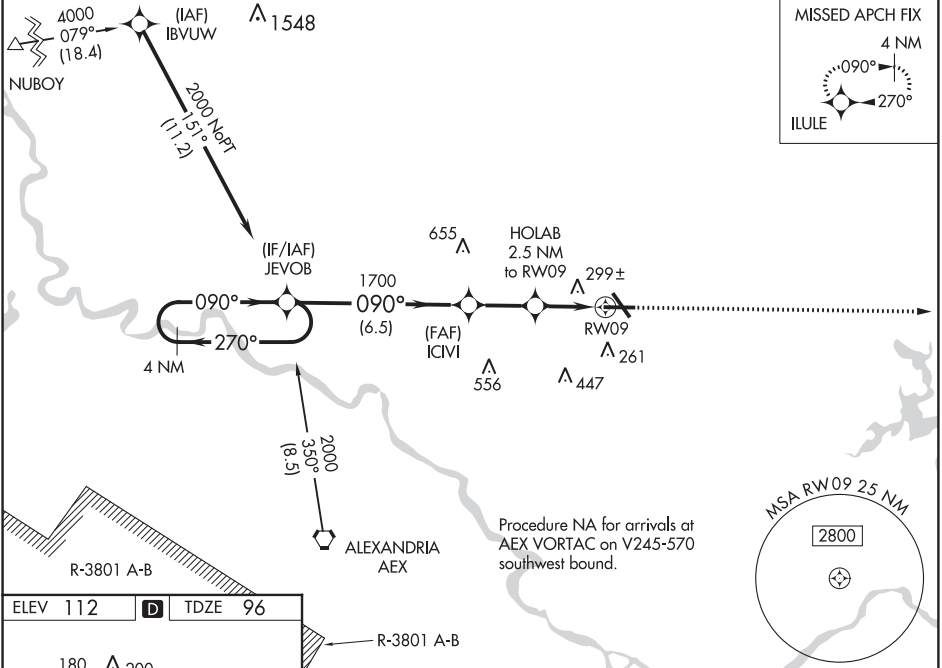 4000
079°
(18.4)
NUBOY
(IAF)
IBVUW
1548
MISSED APCH FIX
4 NM
090°
270°
ILULE
2000 NoPT
151°
(11.2)
(IF/IAF)
JEVOB
655
HOLAB
2.5 NM
to RW09
299±
090°
1700
090°
(6.5)
(FAF)
ICIVI
RW09
270°
4 NM
261
556
447
2000
350°
(8.5)
ALEXANDRIA
AEX
Procedure NA for arrivals at
AEX VORTAC on V245-570
southwest bound.
MSA RW09 25 NM
2800
R-3801 A-B
ELEV 112 D TDZE 96
R-3801 A-B